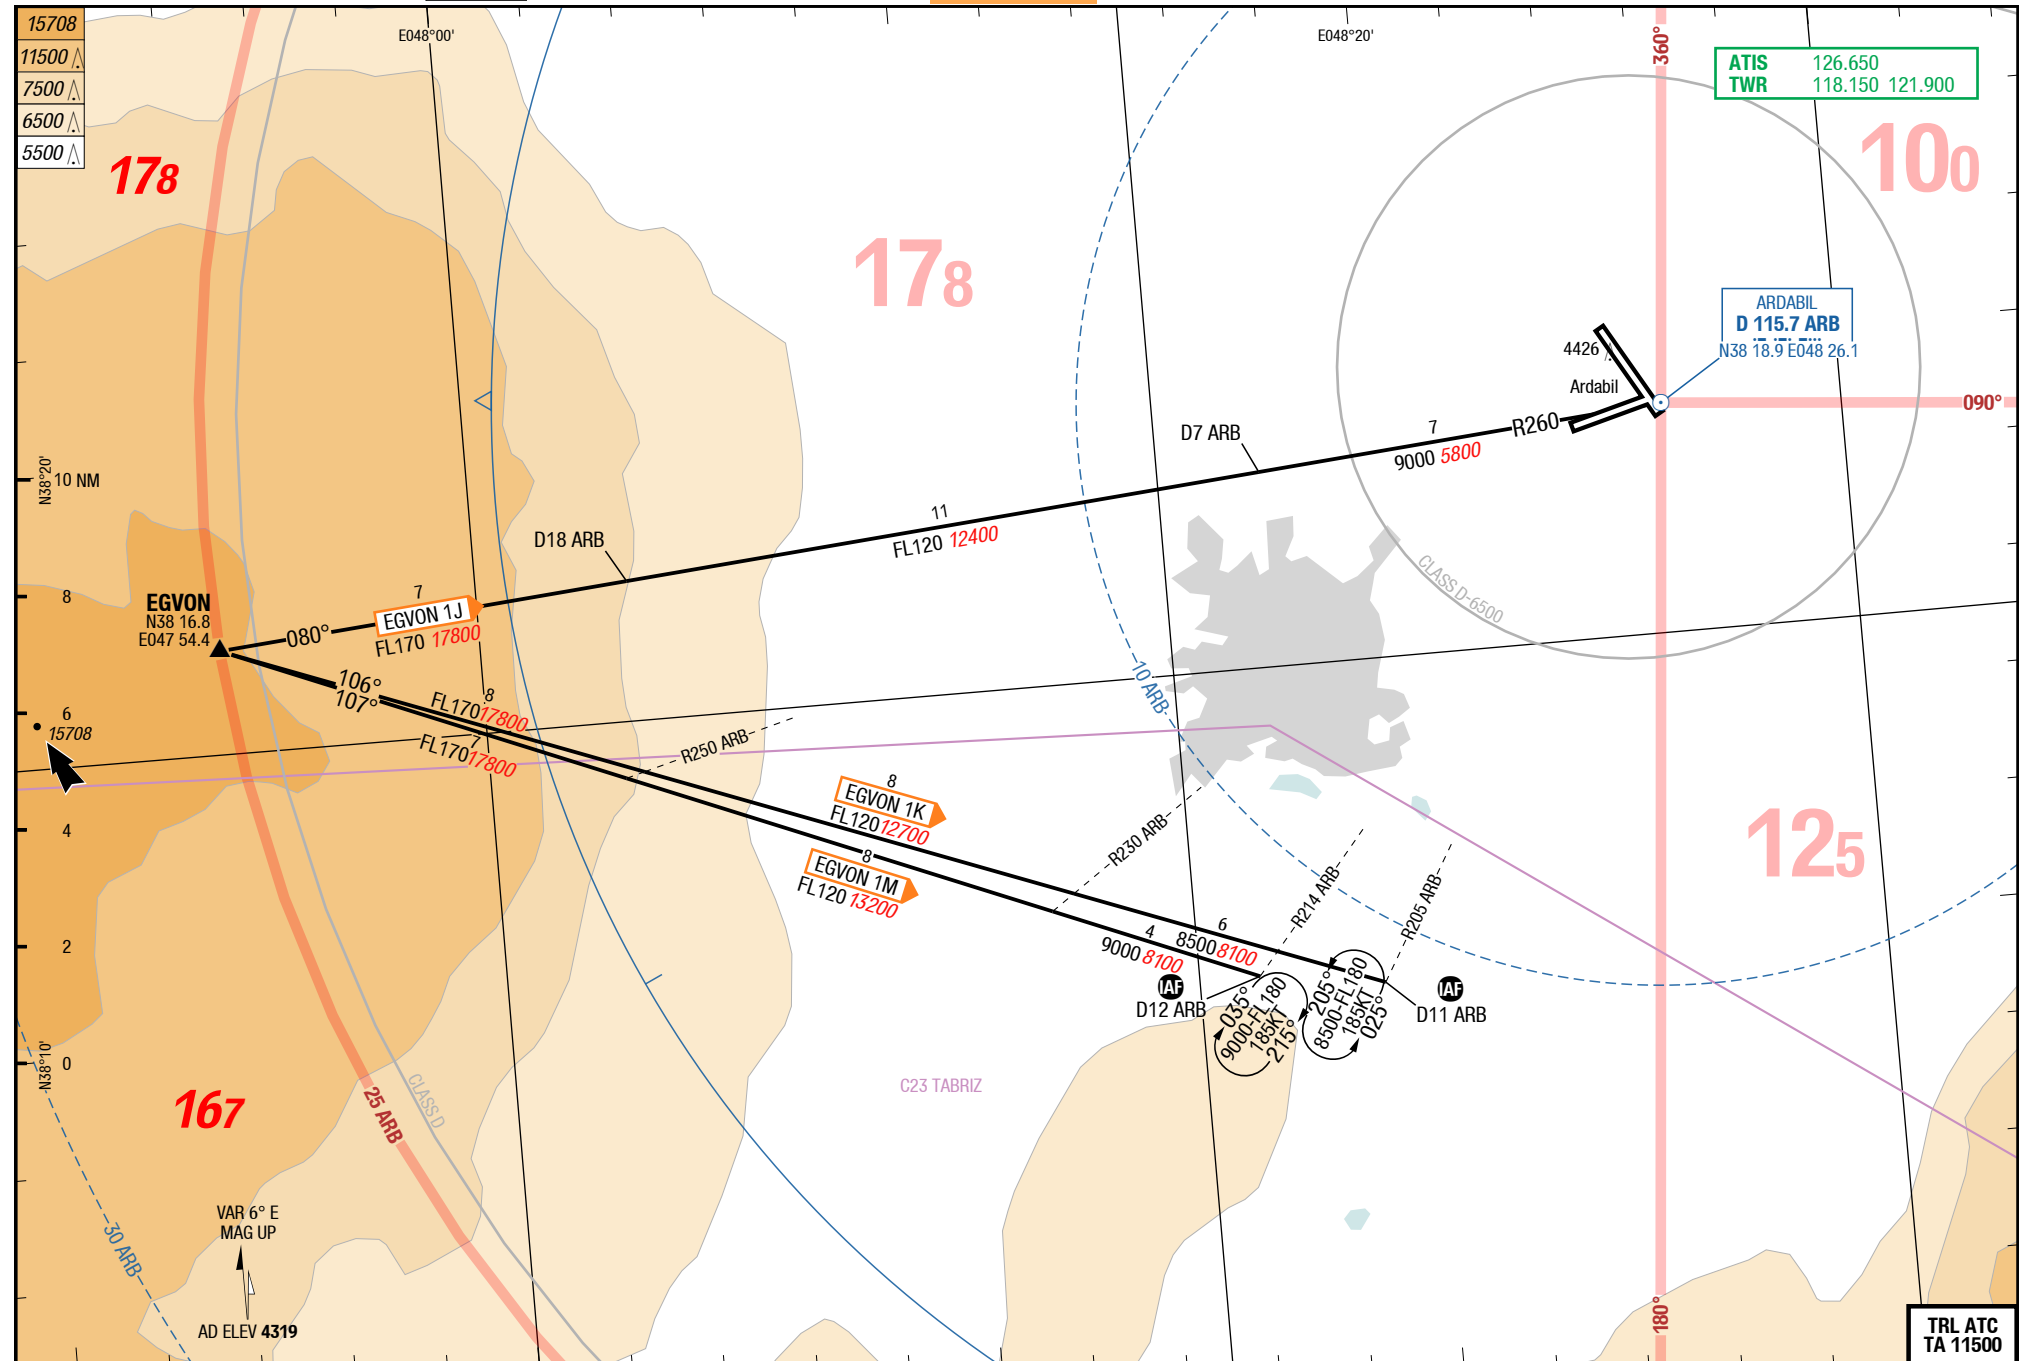 15708
11500
7500
6500
5500
E048°00'
E048°20'
360°
ATIS 126.650
TWR 118.150 121.900
178
178
100
ARDABIL
D 115.7 ARB
N38 18.9 E048 26.1
4426
Ardabil
090°
R260
7
9000 5800
D7 ARB
11
FL120 12400
D18 ARB
N38°20'
10 NM
8
6
4
2
0
N38°10'
EGVON
N38 16.8
E047 54.4
080°
7
EGVON 1J
FL170 17800
CLASS D-6500
106°
107°
8
FL170 17800
7
FL170 17800
15708
R250 ARB
10 ARB
8
EGVON 1K
FL120 12700
8
EGVON 1M
FL120 13200
R230 ARB
R214 ARB
R205 ARB
125
6
8500 8100
4
9000 8100
IAF
D12 ARB
035°
9000-FL180
185KT
215°
205°
8500-FL180
185KT
025°
IAF
D11 ARB
C23 TABRIZ
167
25 ARB
CLASS D
30 ARB
VAR 6° E
MAG UP
AD ELEV 4319
180°
TRL ATC
TA 11500